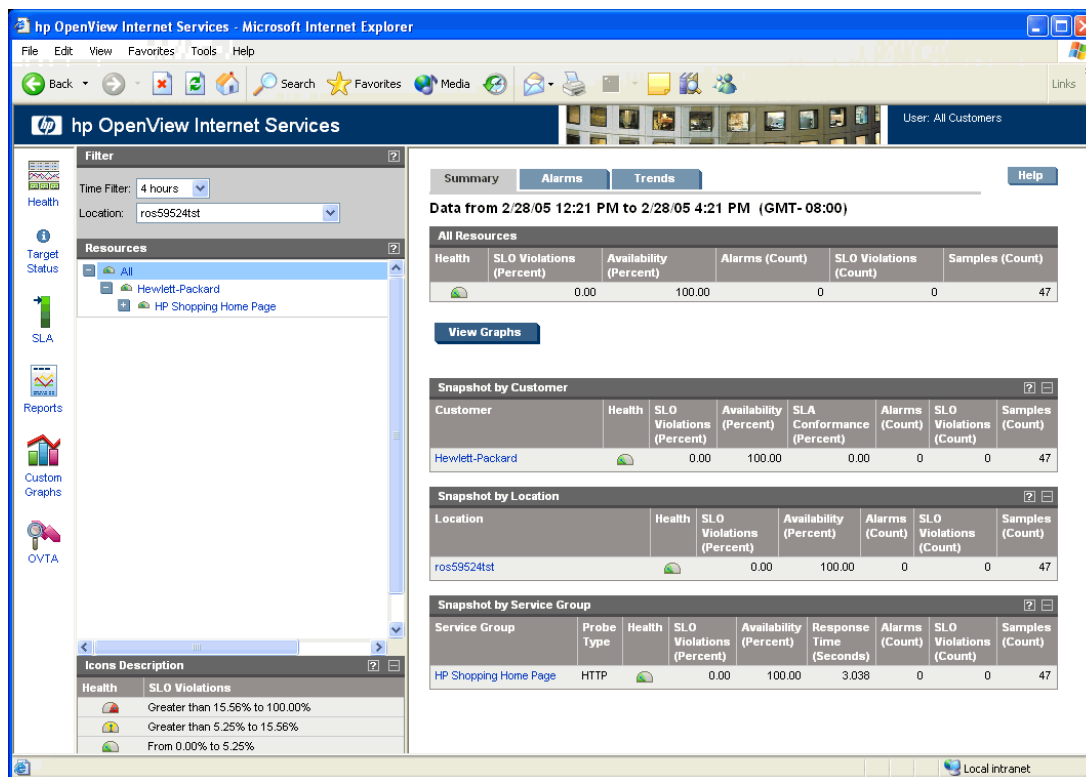 hp OpenView Internet Services - Microsoft Internet Explorer
File Edit View Favorites Tools Help
Back Search Favorites Media Links
hp hp OpenView Internet Services
User: All Customers
Health
Target Status
SLA
Reports
Custom Graphs
OVTA
Filter ?
Time Filter: 4 hours
Location: ros59524tst
Resources ?
All
Hewlett-Packard
HP Shopping Home Page
Icons Description ?
Health SLO Violations
Greater than 15.56% to 100.00%
Greater than 5.25% to 15.56%
From 0.00% to 5.25%
Summary Alarms Trends Help
Data from 2/28/05 12:21 PM to 2/28/05 4:21 PM (GMT- 08:00)
All Resources
Health SLO Violations (Percent) Availability (Percent) Alarms (Count) SLO Violations (Count) Samples (Count)
0.00 100.00 0 0 47
View Graphs
Snapshot by Customer ?
Customer Health SLO Violations (Percent) Availability (Percent) SLA Conformance (Percent) Alarms (Count) SLO Violations (Count) Samples (Count)
Hewlett-Packard 0.00 100.00 0.00 0 0 47
Snapshot by Location ?
Location Health SLO Violations (Percent) Availability (Percent) Alarms (Count) SLO Violations (Count) Samples (Count)
ros59524tst 0.00 100.00 0 0 47
Snapshot by Service Group ?
Service Group Probe Type Health SLO Violations (Percent) Availability (Percent) Response Time (Seconds) Alarms (Count) SLO Violations (Count) Samples (Count)
HP Shopping Home Page HTTP 0.00 100.00 3.038 0 0 47
Local intranet